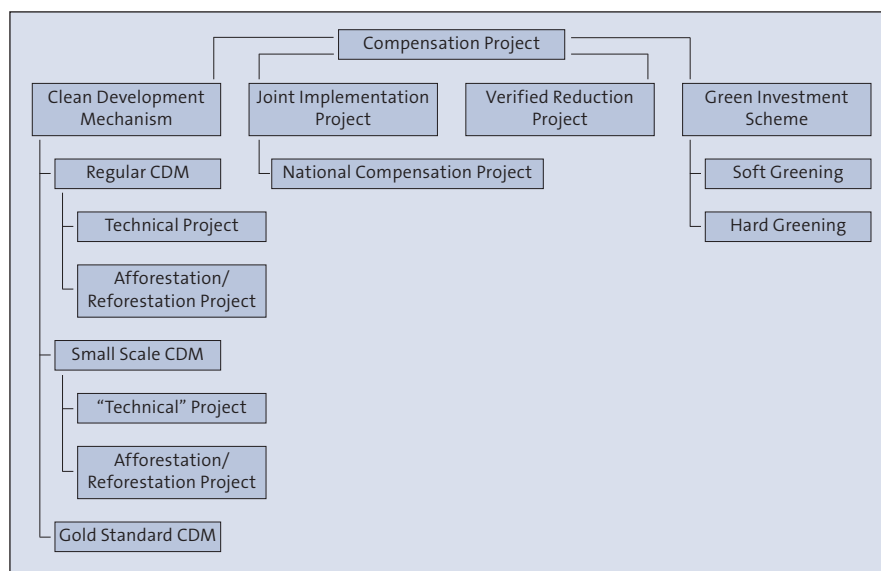 Compensation Project
Clean Development
Mechanism
Joint Implementation
Project
Verified Reduction
Project
Green Investment
Scheme
Regular CDM
National Compensation Project
Soft Greening
Technical Project
Hard Greening
Afforestation/
Reforestation Project
Small Scale CDM
“Technical” Project
Afforestation/
Reforestation Project
Gold Standard CDM